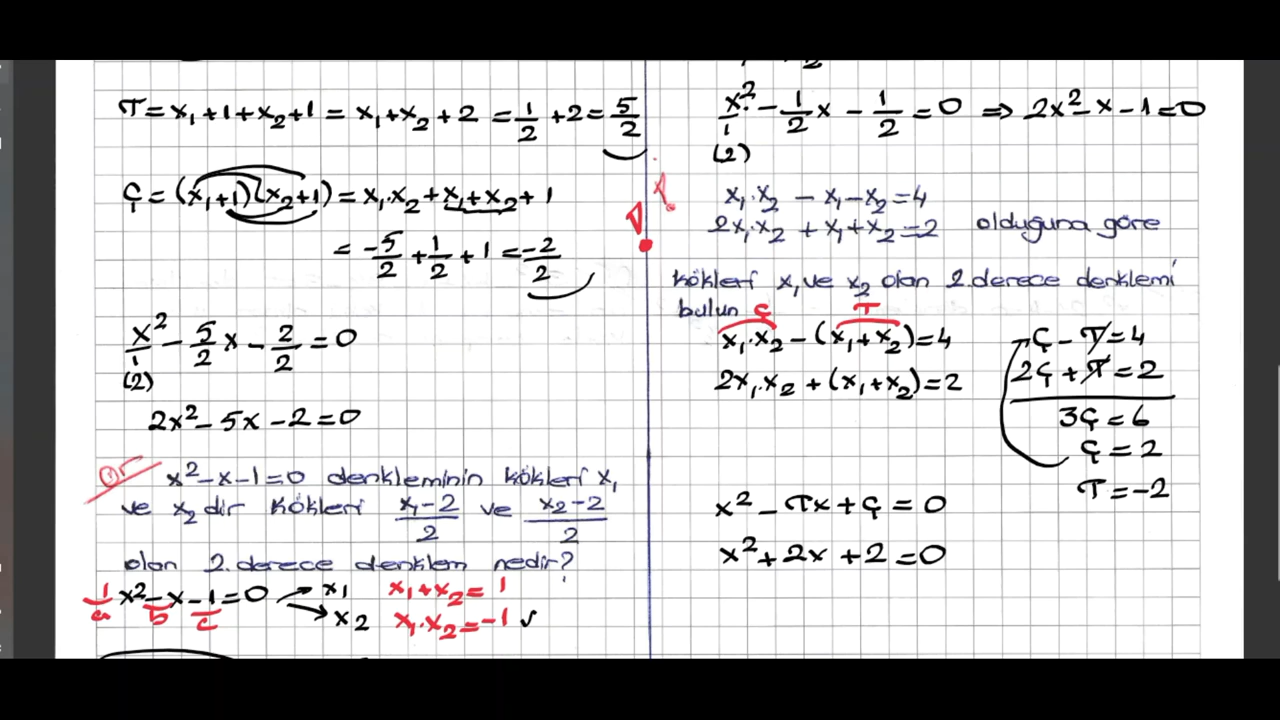 T = x₁+1+x₂+1 = x₁+x₂+2 = 1/2 + 2 = 5/2
Ç = (x₁+1)(x₂+1) = x₁.x₂ + x₁+x₂ + 1
= -5/2 + 1/2 + 1 = -2/2
x² - 5/2 x - 2/2 = 0
1
(2)
2x² - 5x - 2 = 0
ör x² - x - 1 = 0 denkleminin kökleri x₁
ve x₂ dir kökleri x₁-2/2 ve x₂-2/2
olan 2. derece denklem nedir?
1x² - x - 1 = 0 → x₁ x₁+x₂ = 1
a b c → x₂ x₁.x₂ = -1 ✓
x² - 1/2 x - 1/2 = 0 ⇒ 2x² - x - 1 = 0
1
(2)
x₁.x₂ - x₁ - x₂ = 4
2x₁.x₂ + x₁ + x₂ = 2 olduğuna göre
kökleri x₁ ve x₂ olan 2. derece denklemi
bulun Ç T
x₁.x₂ - (x₁+x₂) = 4
2x₁.x₂ + (x₁+x₂) = 2
Ç - T = 4
2Ç + T = 2
3Ç = 6
Ç = 2
T = -2
x² - Tx + Ç = 0
x² + 2x + 2 = 0